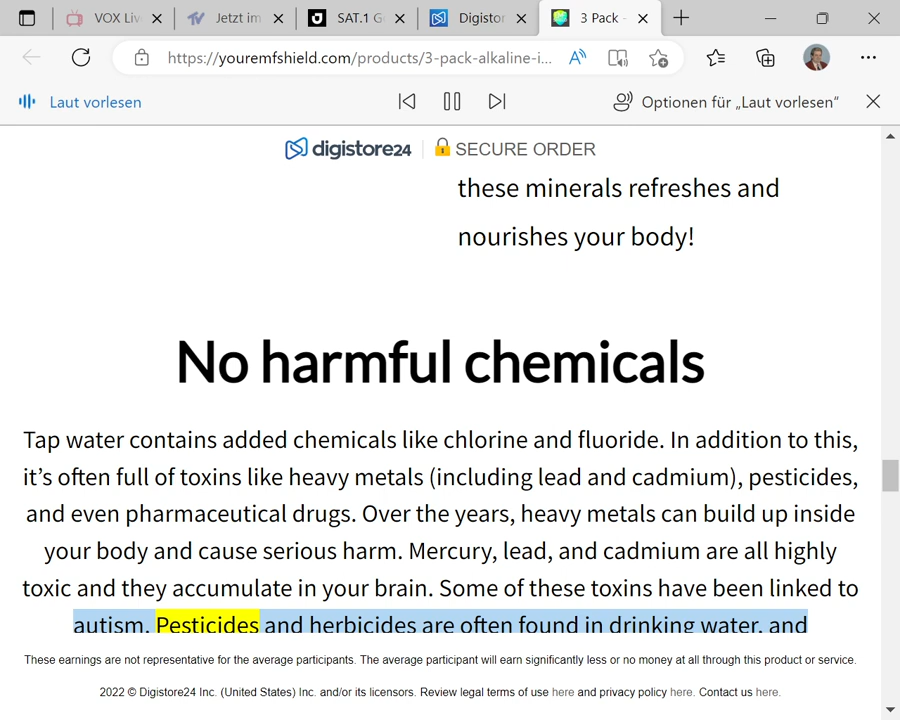 VOX Liv
Jetzt im
SAT.1 G
Digistor
3 Pack -
https://youremfshield.com/products/3-pack-alkaline-i...
Laut vorlesen
Optionen für „Laut vorlesen“
digistore24
SECURE ORDER
these minerals refreshes and
nourishes your body!
No harmful chemicals
Tap water contains added chemicals like chlorine and fluoride. In addition to this,
it’s often full of toxins like heavy metals (including lead and cadmium), pesticides,
and even pharmaceutical drugs. Over the years, heavy metals can build up inside
your body and cause serious harm. Mercury, lead, and cadmium are all highly
toxic and they accumulate in your brain. Some of these toxins have been linked to
autism. Pesticides and herbicides are often found in drinking water, and
These earnings are not representative for the average participants. The average participant will earn significantly less or no money at all through this product or service.
2022 © Digistore24 Inc. (United States) Inc. and/or its licensors. Review legal terms of use here and privacy policy here. Contact us here.